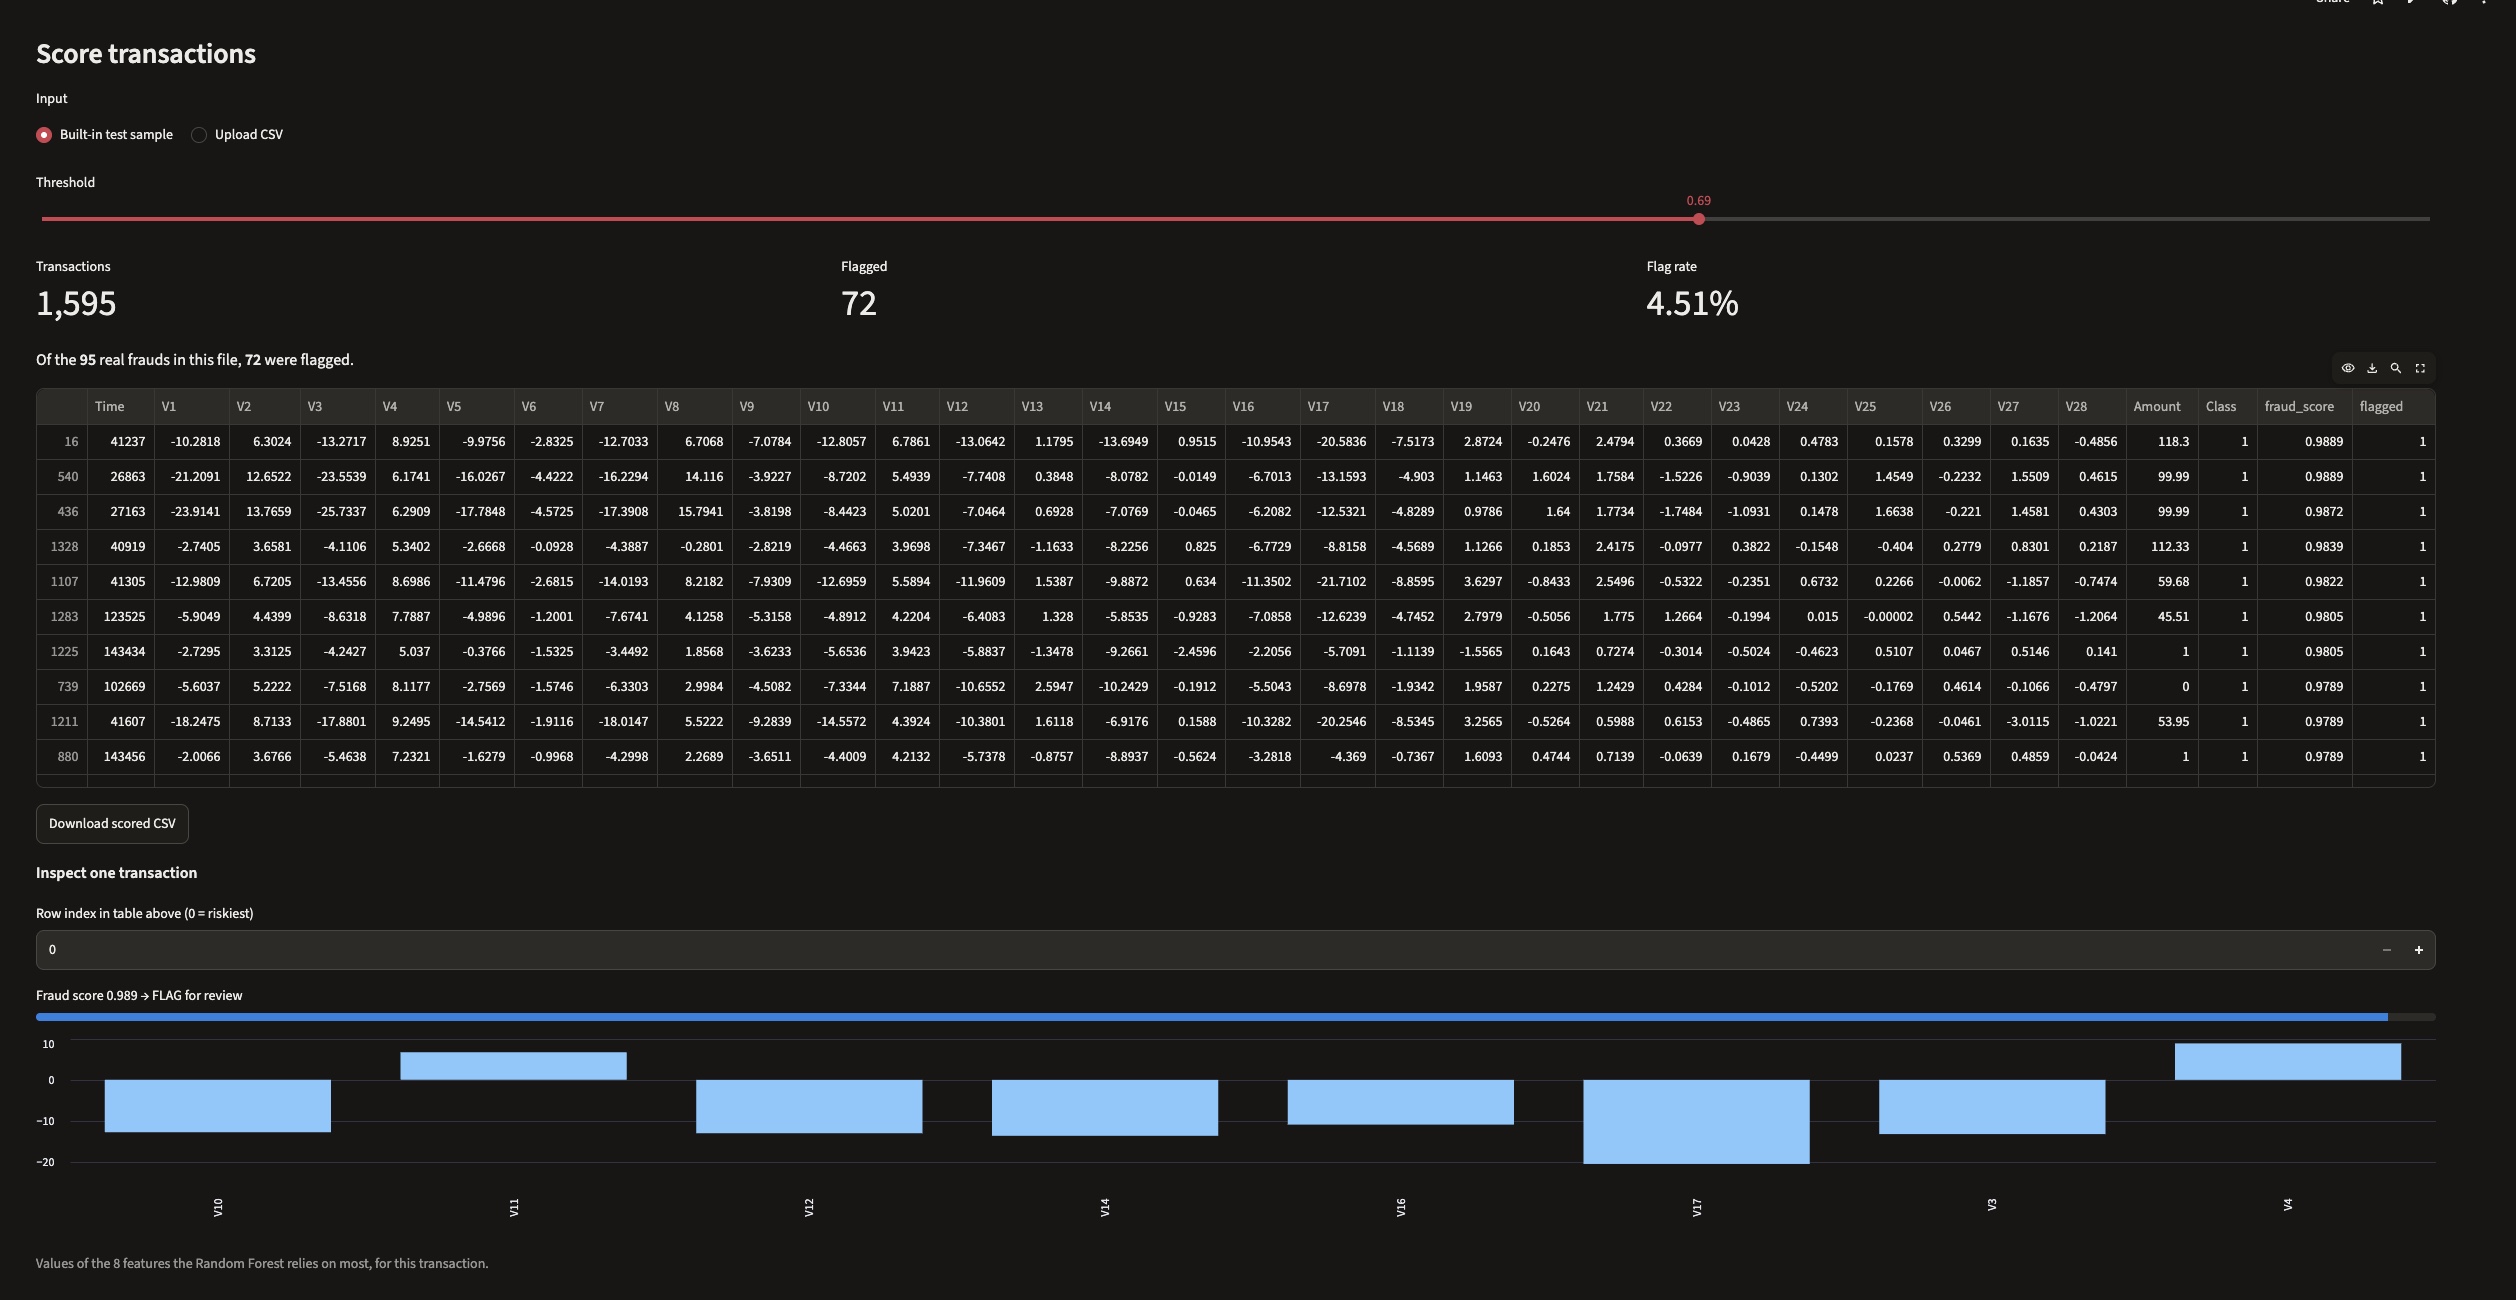 Share
Score transactions
Input
Built-in test sample Upload CSV
Threshold
0.69
Transactions Flagged Flag rate
1,595 72 4.51%
Of the 95 real frauds in this file, 72 were flagged.
Time V1 V2 V3 V4 V5 V6 V7 V8 V9 V10 V11 V12 V13 V14 V15 V16 V17 V18 V19 V20 V21 V22 V23 V24 V25 V26 V27 V28 Amount Class fraud_score flagged
16 41237 -10.2818 6.3024 -13.2717 8.9251 -9.9756 -2.8325 -12.7033 6.7068 -7.0784 -12.8057 6.7861 -13.0642 1.1795 -13.6949 0.9515 -10.9543 -20.5836 -7.5173 2.8724 -0.2476 2.4794 0.3669 0.0428 0.4783 0.1578 0.3299 0.1635 -0.4856 118.3 1 0.9889 1
540 26863 -21.2091 12.6522 -23.5539 6.1741 -16.0267 -4.4222 -16.2294 14.116 -3.9227 -8.7202 5.4939 -7.7408 0.3848 -8.0782 -0.0149 -6.7013 -13.1593 -4.903 1.1463 1.6024 1.7584 -1.5226 -0.9039 0.1302 1.4549 -0.2232 1.5509 0.4615 99.99 1 0.9889 1
436 27163 -23.9141 13.7659 -25.7337 6.2909 -17.7848 -4.5725 -17.3908 15.7941 -3.8198 -8.4423 5.0201 -7.0464 0.6928 -7.0769 -0.0465 -6.2082 -12.5321 -4.8289 0.9786 1.64 1.7734 -1.7484 -1.0931 0.1478 1.6638 -0.221 1.4581 0.4303 99.99 1 0.9872 1
1328 40919 -2.7405 3.6581 -4.1106 5.3402 -2.6668 -0.0928 -4.3887 -0.2801 -2.8219 -4.4663 3.9698 -7.3467 -1.1633 -8.2256 0.825 -6.7729 -8.8158 -4.5689 1.1266 0.1853 2.4175 -0.0977 0.3822 -0.1548 -0.404 0.2779 0.8301 0.2187 112.33 1 0.9839 1
1107 41305 -12.9809 6.7205 -13.4556 8.6986 -11.4796 -2.6815 -14.0193 8.2182 -7.9309 -12.6959 5.5894 -11.9609 1.5387 -9.8872 0.634 -11.3502 -21.7102 -8.8595 3.6297 -0.8433 2.5496 -0.5322 -0.2351 0.6732 0.2266 -0.0062 -1.1857 -0.7474 59.68 1 0.9822 1
1283 123525 -5.9049 4.4399 -8.6318 7.7887 -4.9896 -1.2001 -7.6741 4.1258 -5.3158 -4.8912 4.2204 -6.4083 1.328 -5.8535 -0.9283 -7.0858 -12.6239 -4.7452 2.7979 -0.5056 1.775 1.2664 -0.1994 0.015 -0.00002 0.5442 -1.1676 -1.2064 45.51 1 0.9805 1
1225 143434 -2.7295 3.3125 -4.2427 5.037 -0.3766 -1.5325 -3.4492 1.8568 -3.6233 -5.6536 3.9423 -5.8837 -1.3478 -9.2661 -2.4596 -2.2056 -5.7091 -1.1139 -1.5565 0.1643 0.7274 -0.3014 -0.5024 -0.4623 0.5107 0.0467 0.5146 0.141 1 1 0.9805 1
739 102669 -5.6037 5.2222 -7.5168 8.1177 -2.7569 -1.5746 -6.3303 2.9984 -4.5082 -7.3344 7.1887 -10.6552 2.5947 -10.2429 -0.1912 -5.5043 -8.6978 -1.9342 1.9587 0.2275 1.2429 0.4284 -0.1012 -0.5202 -0.1769 0.4614 -0.1066 -0.4797 0 1 0.9789 1
1211 41607 -18.2475 8.7133 -17.8801 9.2495 -14.5412 -1.9116 -18.0147 5.5222 -9.2839 -14.5572 4.3924 -10.3801 1.6118 -6.9176 0.1588 -10.3282 -20.2546 -8.5345 3.2565 -0.5264 0.5988 0.6153 -0.4865 0.7393 -0.2368 -0.0461 -3.0115 -1.0221 53.95 1 0.9789 1
880 143456 -2.0066 3.6766 -5.4638 7.2321 -1.6279 -0.9968 -4.2998 2.2689 -3.6511 -4.4009 4.2132 -5.7378 -0.8757 -8.8937 -0.5624 -3.2818 -4.369 -0.7367 1.6093 0.4744 0.7139 -0.0639 0.1679 -0.4499 0.0237 0.5369 0.4859 -0.0424 1 1 0.9789 1
Download scored CSV
Inspect one transaction
Row index in table above (0 = riskiest)
0 − +
Fraud score 0.989 → FLAG for review
10
0
−10
−20
V10 V11 V12 V14 V16 V17 V3 V4
Values of the 8 features the Random Forest relies on most, for this transaction.